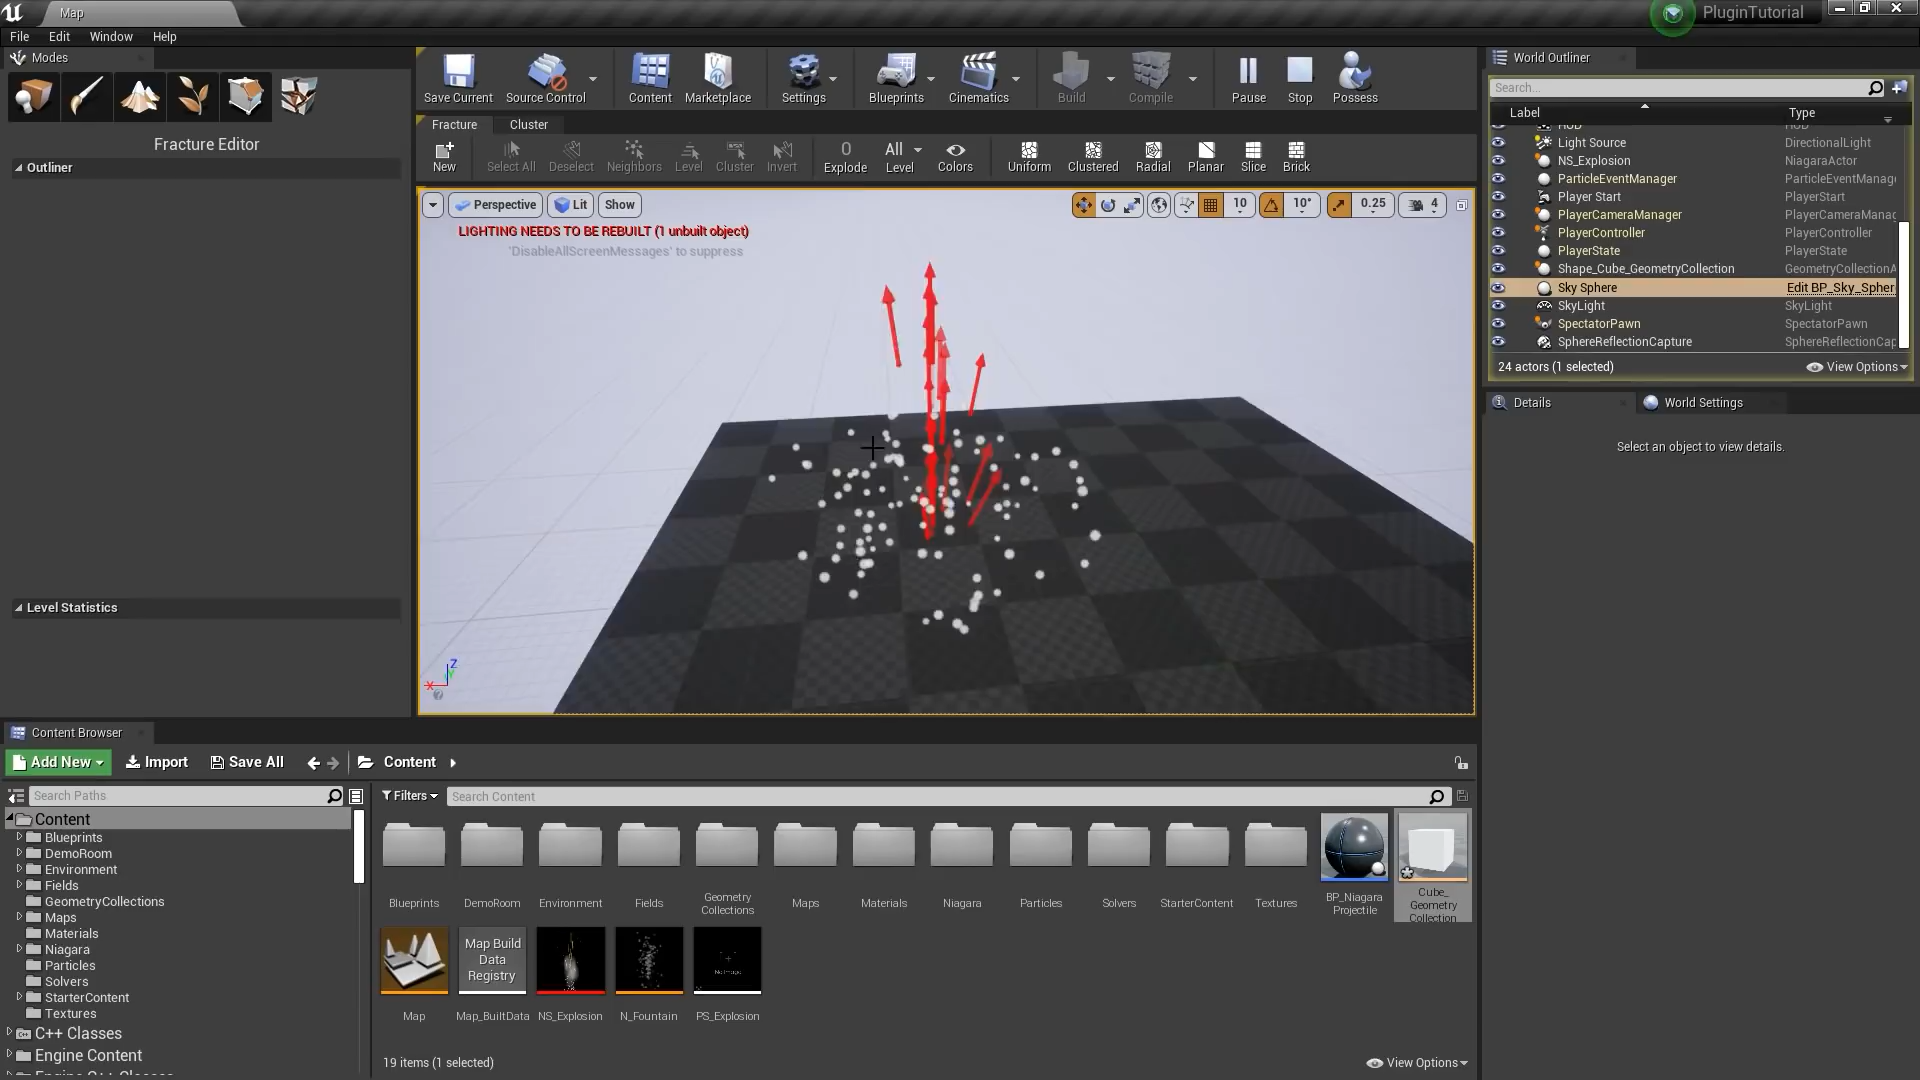 Map
PluginTutorial
File Edit Window Help
Modes
Fracture Editor
Outliner
Level Statistics
Save Current Source Control Content Marketplace Settings Blueprints Cinematics Build Compile Pause Stop Possess
Fracture Cluster
0 All
New Select All Deselect Neighbors Level Cluster Invert Explode Level Colors Uniform Clustered Radial Planar Slice Brick
Perspective Lit Show 10 10° 0.25 4
LIGHTING NEEDS TO BE REBUILT (1 unbuilt object)
'DisableAllScreenMessages' to suppress
Z
Y
X
World Outliner
Search...
Label Type
Light Source DirectionalLight
NS_Explosion NiagaraActor
ParticleEventManager ParticleEventManage
Player Start PlayerStart
PlayerCameraManager PlayerCameraManag
PlayerController PlayerController
PlayerState PlayerState
Shape_Cube_GeometryCollection GeometryCollectionA
Sky Sphere Edit BP_Sky_Spher
SkyLight SkyLight
SpectatorPawn SpectatorPawn
SphereReflectionCapture SphereReflectionCap
24 actors (1 selected) View Options
Details World Settings
Select an object to view details.
Content Browser
Add New Import Save All Content
Search Paths
Content
Blueprints
DemoRoom
Environment
Fields
GeometryCollections
Maps
Materials
Niagara
Particles
Solvers
StarterContent
Textures
C++ Classes
Engine Content
Filters Search Content
Blueprints
DemoRoom
Environment
Fields
Geometry
Collections
Maps
Materials
Niagara
Particles
Solvers
StarterContent
Textures
BP_Niagara
Projectile
Cube_
Geometry
Collection
Map Build
Data
Registry
No Image
Map
Map_BuiltData
NS_Explosion
N_Fountain
PS_Explosion
19 items (1 selected) View Options